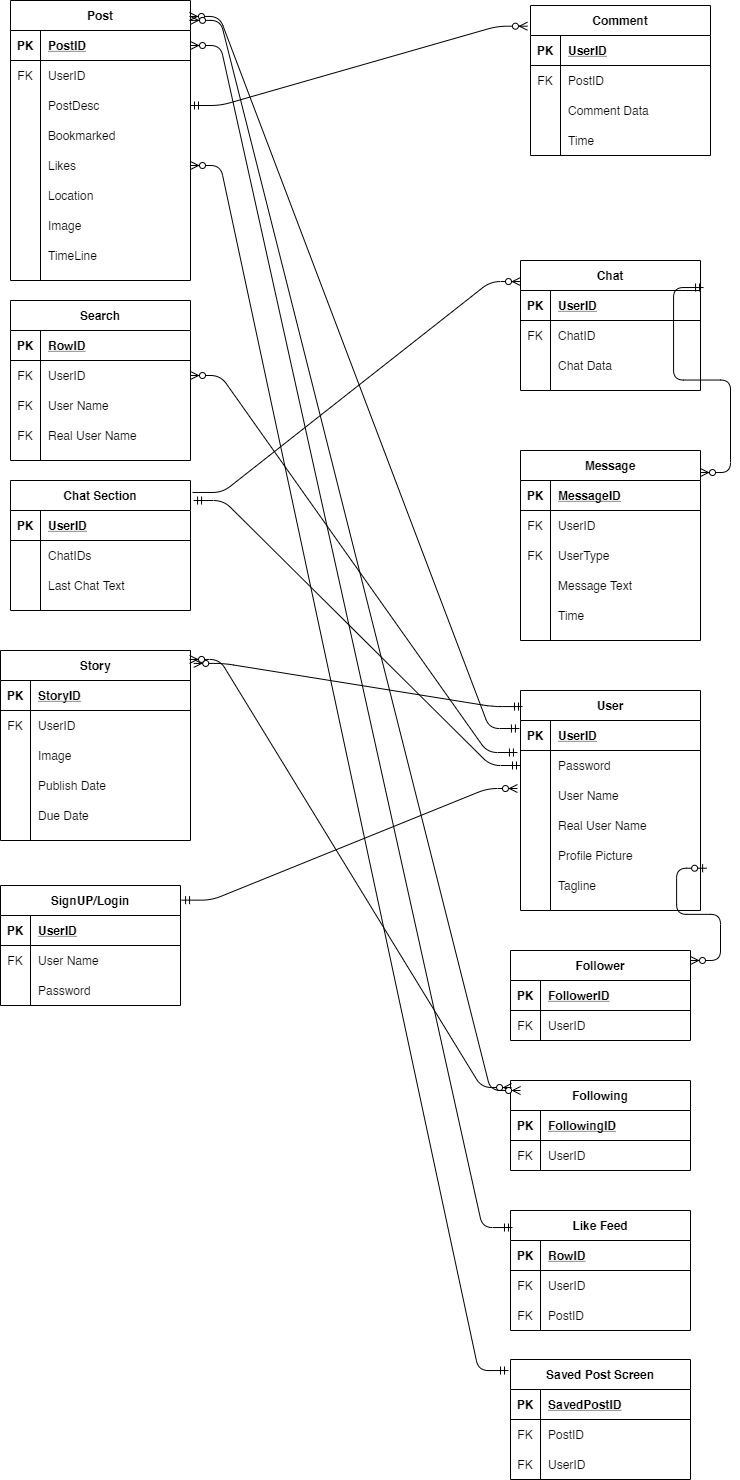 Post
PK PostID
FK UserID
PostDesc
Bookmarked
Likes
Location
Image
TimeLine
Search
PK RowID
FK UserID
FK User Name
FK Real User Name
Chat Section
PK UserID
ChatIDs
Last Chat Text
Story
PK StoryID
FK UserID
Image
Publish Date
Due Date
SignUP/Login
PK UserID
FK User Name
Password
Comment
PK UserID
FK PostID
Comment Data
Time
Chat
PK UserID
FK ChatID
Chat Data
Message
PK MessageID
FK UserID
FK UserType
Message Text
Time
User
PK UserID
Password
User Name
Real User Name
Profile Picture
Tagline
Follower
PK FollowerID
FK UserID
Following
PK FollowingID
FK UserID
Like Feed
PK RowID
FK UserID
FK PostID
Saved Post Screen
PK SavedPostID
FK PostID
FK UserID